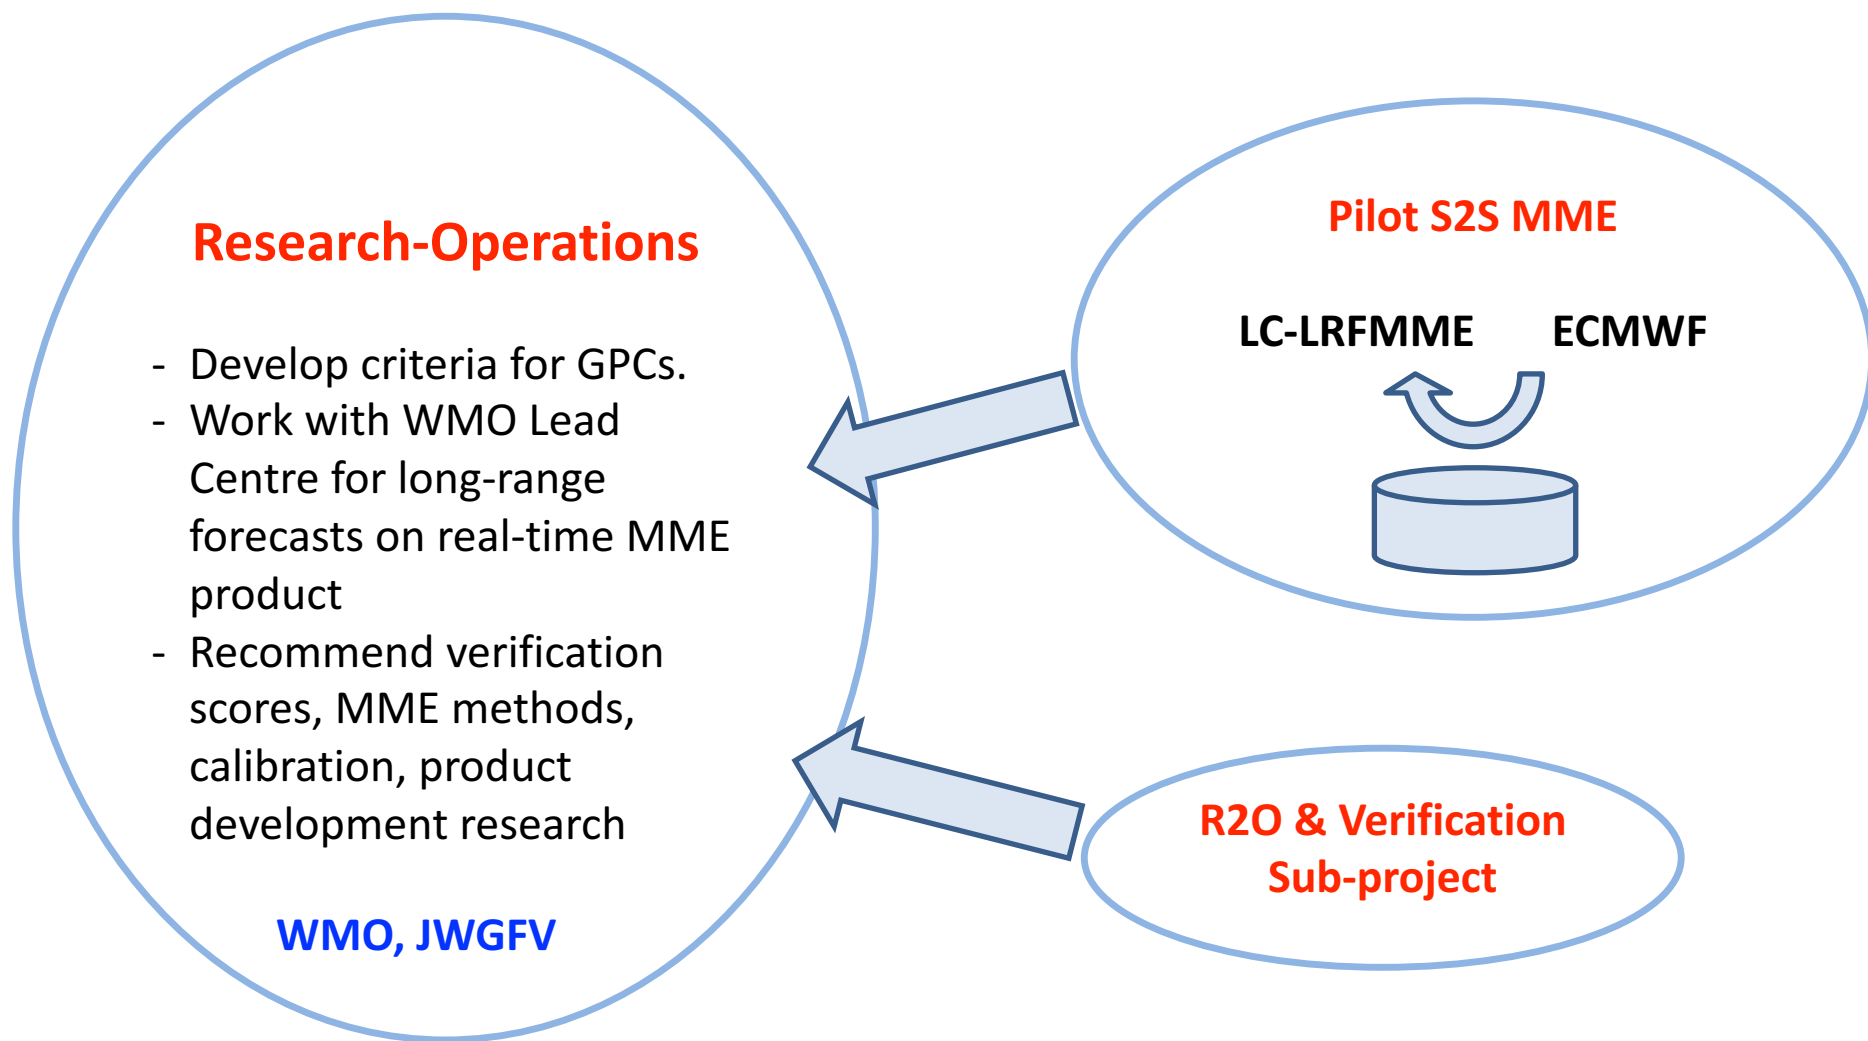 Research-Operations
- Develop criteria for GPCs.
- Work with WMO Lead
Centre for long-range
forecasts on real-time MME
product
- Recommend verification
scores, MME methods,
calibration, product
development research
WMO, JWGFV
Pilot S2S MME
LC-LRFMME ECMWF
R2O & Verification
Sub-project